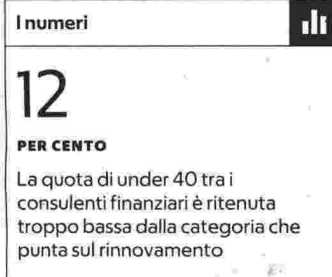 I numeri
12
PER CENTO
La quota di under 40 tra i
consulenti finanziari è ritenuta
troppo bassa dalla categoria che
punta sul rinnovamento